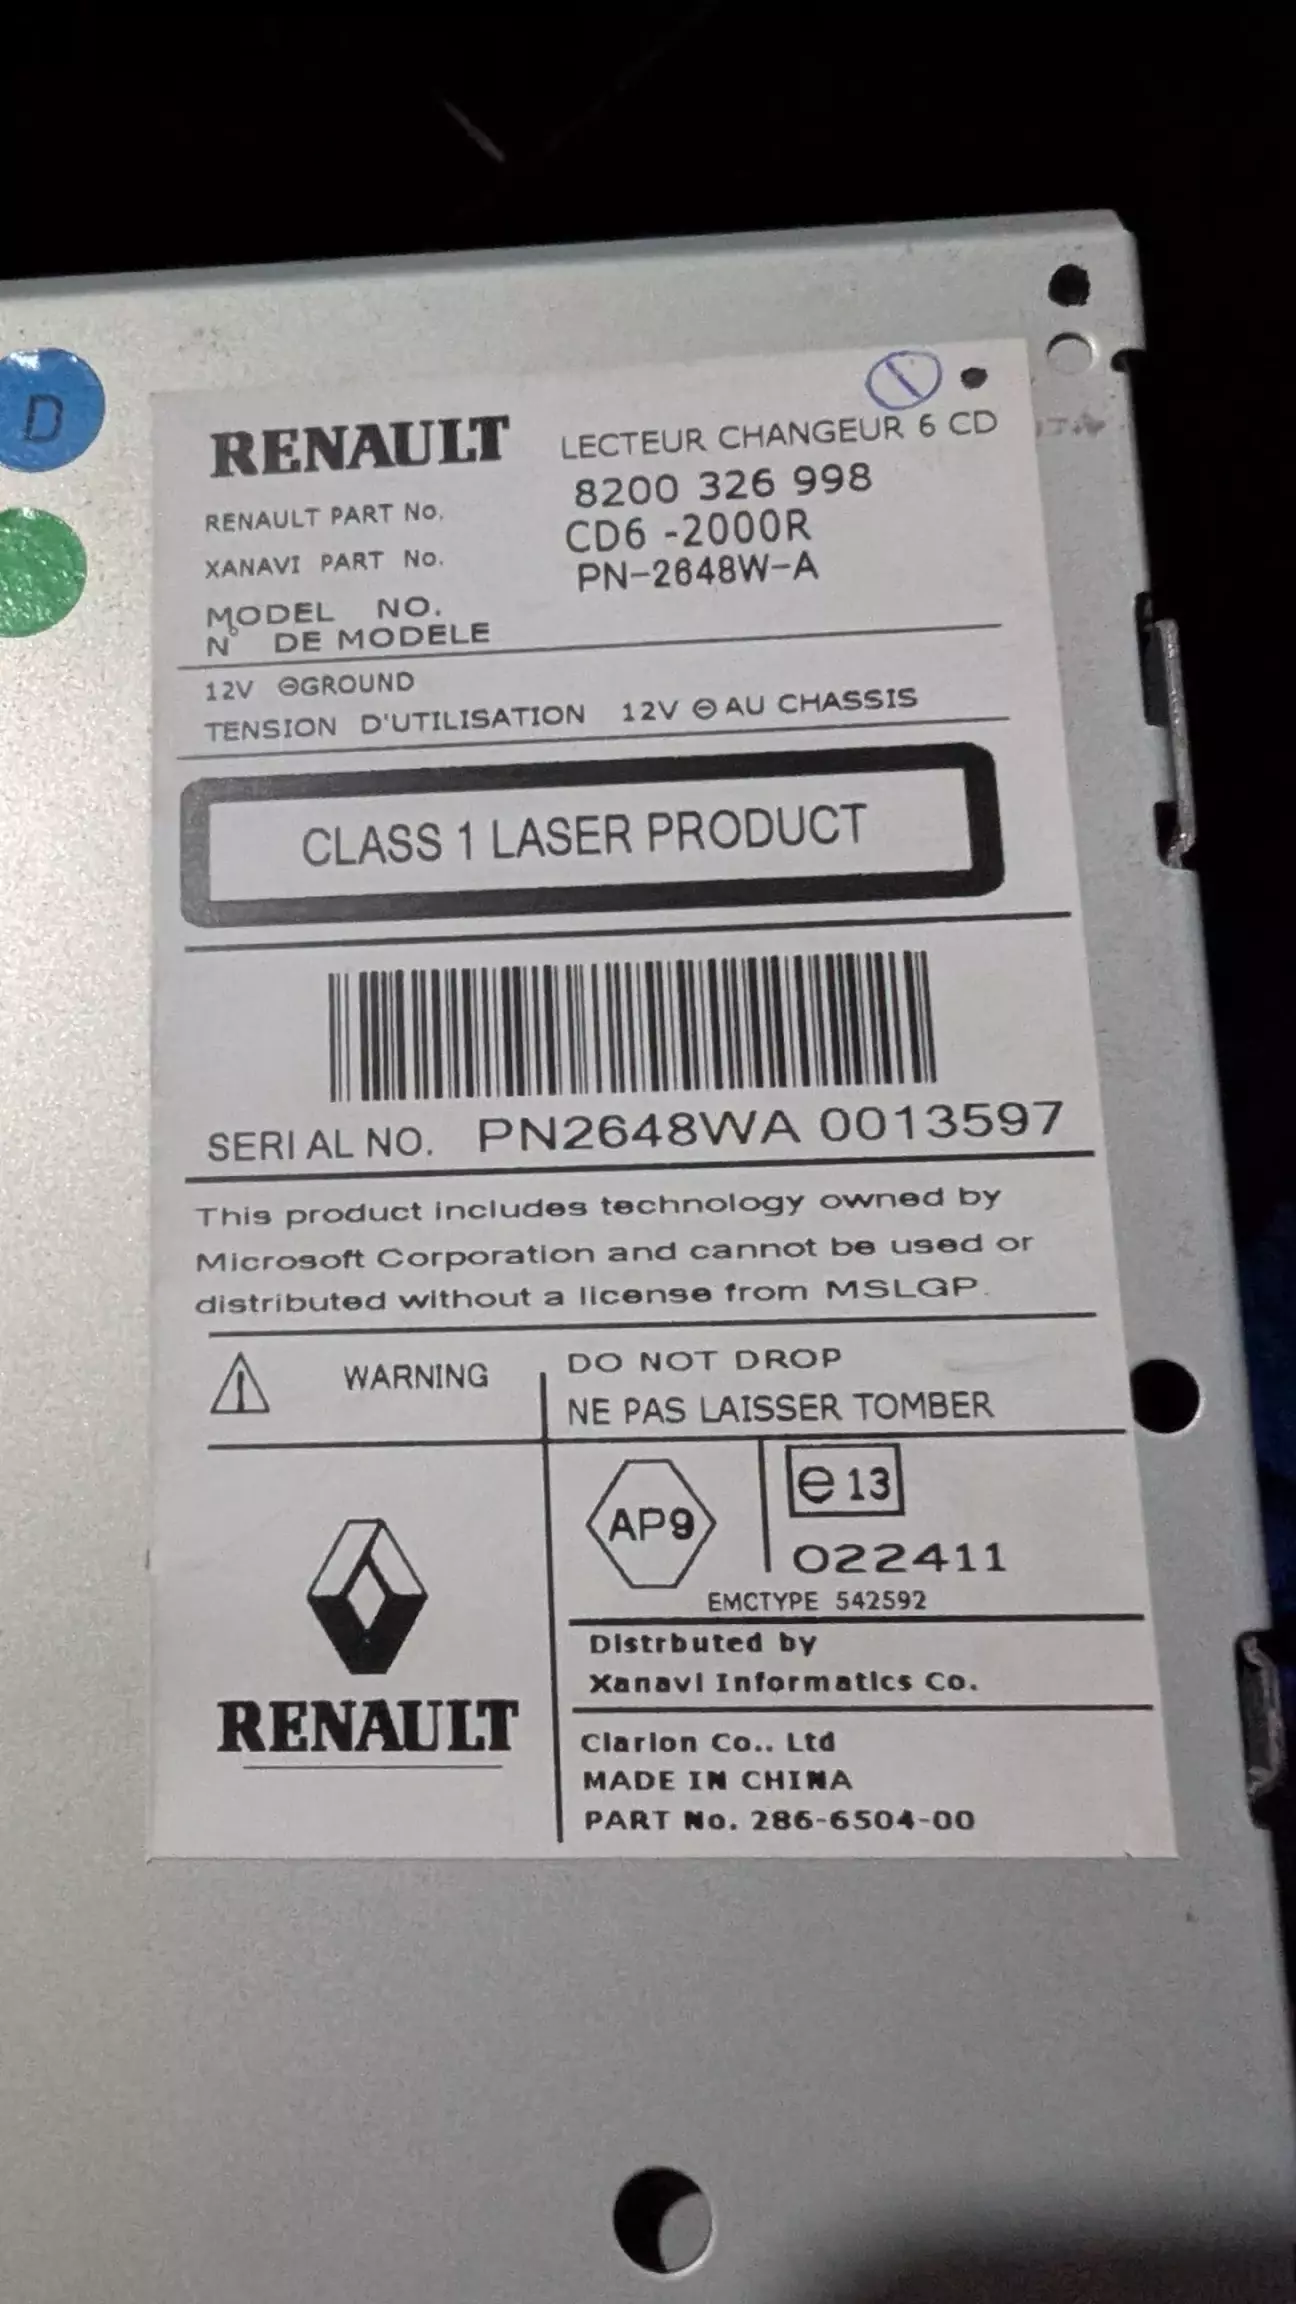 D
1
RENAULT LECTEUR CHANGEUR 6 CD
RENAULT PART No. 8200 326 998
XANAVI PART No. CD6 -2000R
MODEL NO. PN-2648W-A
N° DE MODELE
12V ⊖GROUND
TENSION D'UTILISATION 12V ⊖ AU CHASSIS
CLASS 1 LASER PRODUCT
SERIAL NO. PN2648WA 0013597
This product includes technology owned by
Microsoft Corporation and cannot be used or
distributed without a license from MSLGP.
WARNING
DO NOT DROP
NE PAS LAISSER TOMBER
AP9
e13
022411
EMCTYPE 542592
RENAULT
Distrbuted by
Xanavi Informatics Co.
Clarion Co.. Ltd
MADE IN CHINA
PART No. 286-6504-00